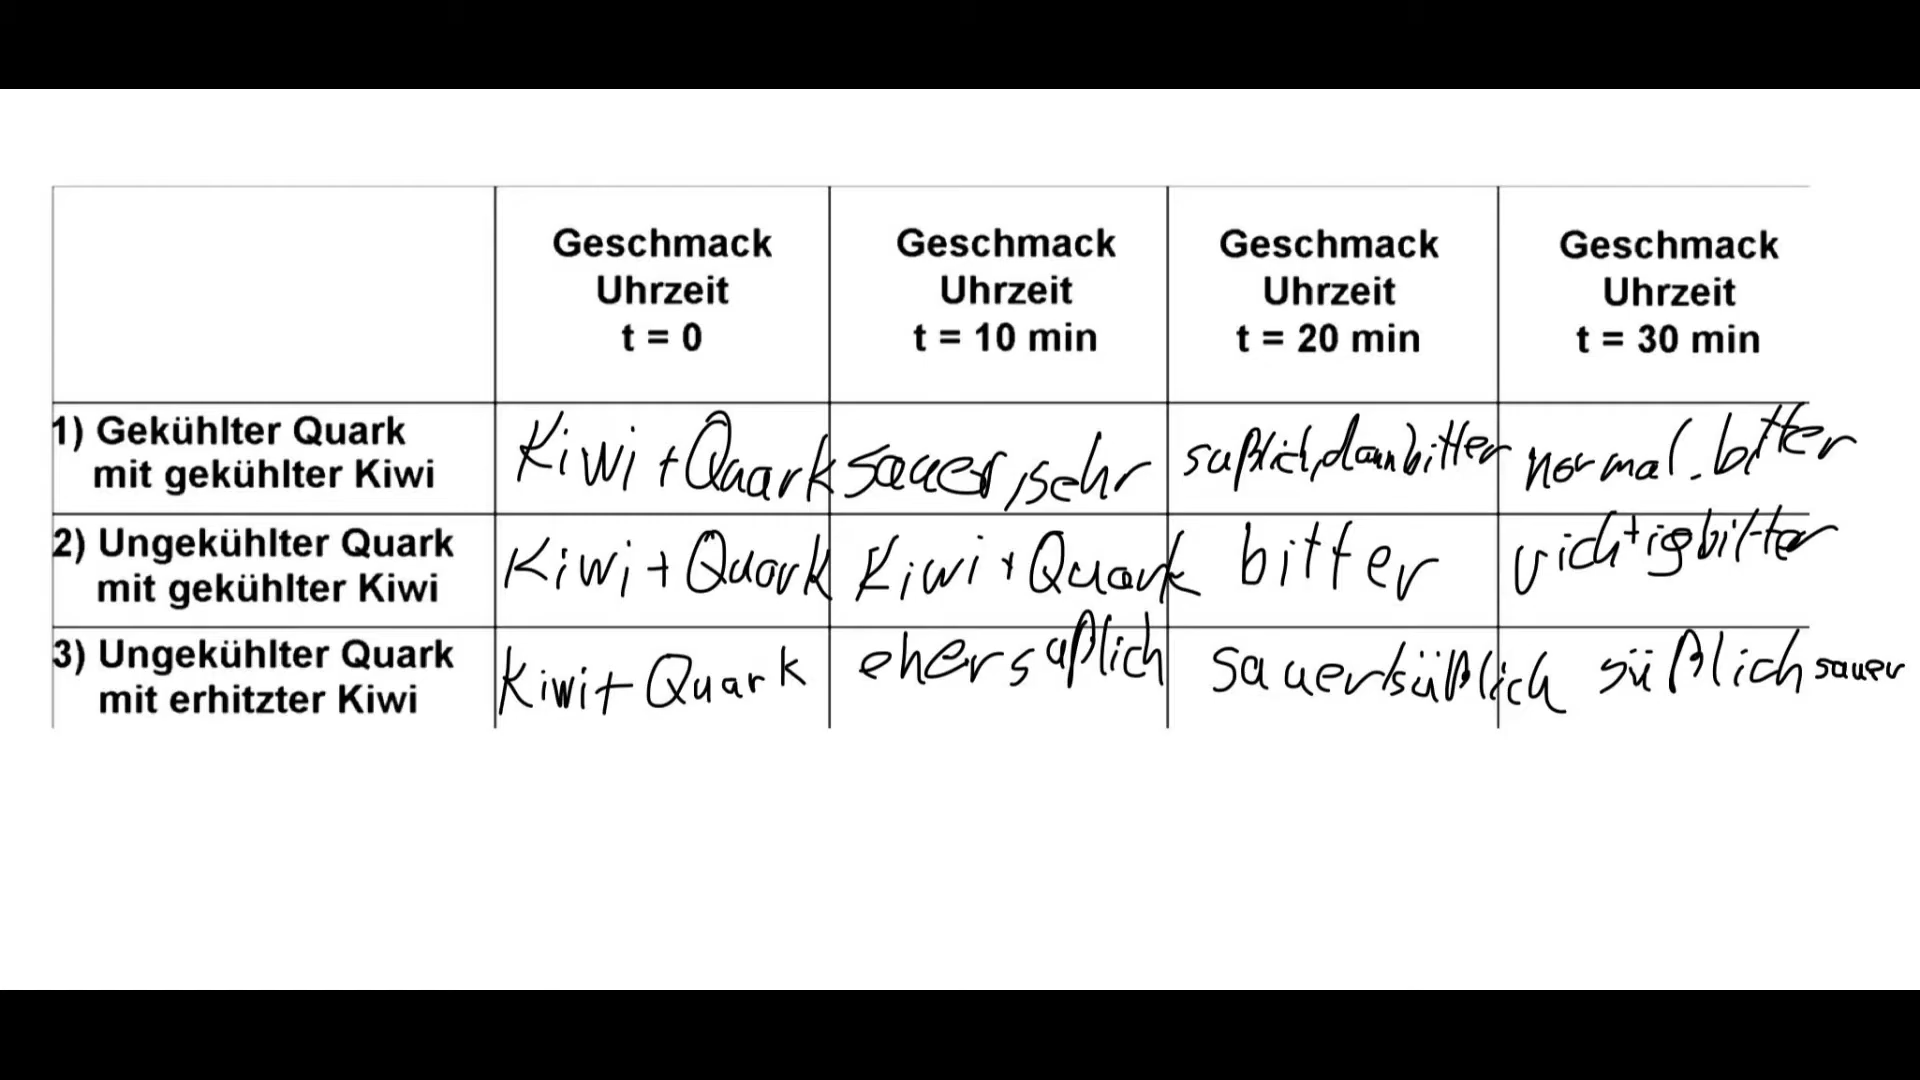 Geschmack Geschmack Geschmack Geschmack
Uhrzeit Uhrzeit Uhrzeit Uhrzeit
t = 0 t = 10 min t = 20 min t = 30 min
1) Gekühlter Quark
mit gekühlter Kiwi
Kiwi + Quark sauer, sehr sußlich, dann bitter normal - bitter
2) Ungekühlter Quark
mit gekühlter Kiwi
Kiwi + Quark Kiwi + Quark bitter richtig bitter
3) Ungekühlter Quark
mit erhitzter Kiwi
Kiwi + Quark eher sußlich sauer/süßlich süßlich sauer